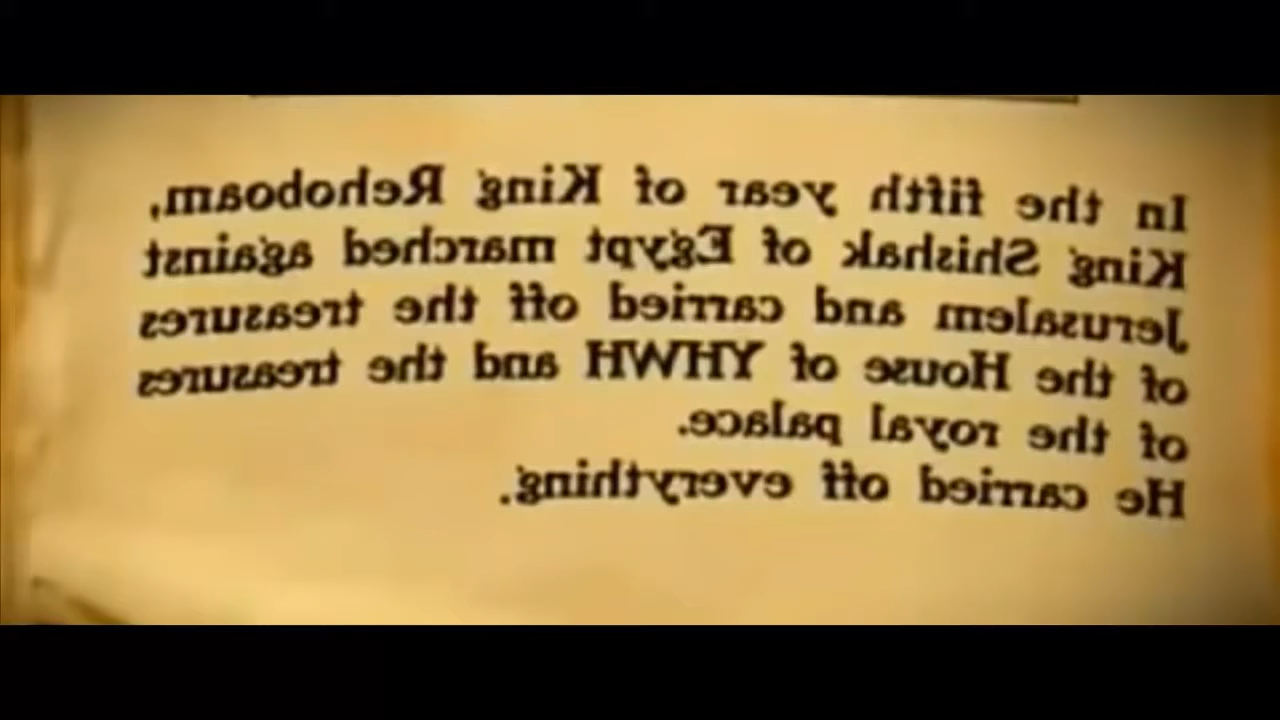 In the fifth year of King Rehoboam,
King Shishak of Egypt marched against
Jerusalem and carried off the treasures
of the House of YHWH and the treasures
of the royal palace.
He carried off everything.